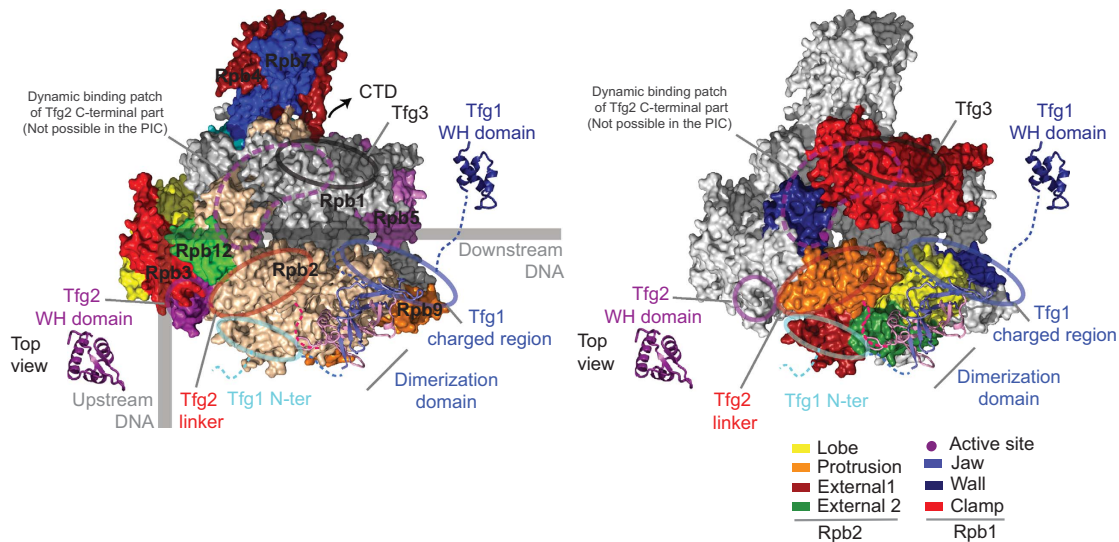 Rpb4
Rpb7
CTD
Dynamic binding patch
of Tfg2 C-terminal part
(Not possible in the PIC)
Tfg3
Tfg1
WH domain
Rpb1
Rpb5
Downstream
DNA
Rpb12
Rpb3
Rpb2
Rpb9
Tfg2
WH domain
Tfg1
charged region
Top
view
Dimerization
domain
Upstream
DNA
Tfg2
linker
Tfg1 N-ter
Dynamic binding patch
of Tfg2 C-terminal part
(Not possible in the PIC)
Tfg3
Tfg1
WH domain
Tfg2
WH domain
Tfg1
charged region
Top
view
Dimerization
domain
Tfg2
linker
Tfg1 N-ter
Lobe
Protrusion
External1
External 2
Rpb2
Active site
Jaw
Wall
Clamp
Rpb1